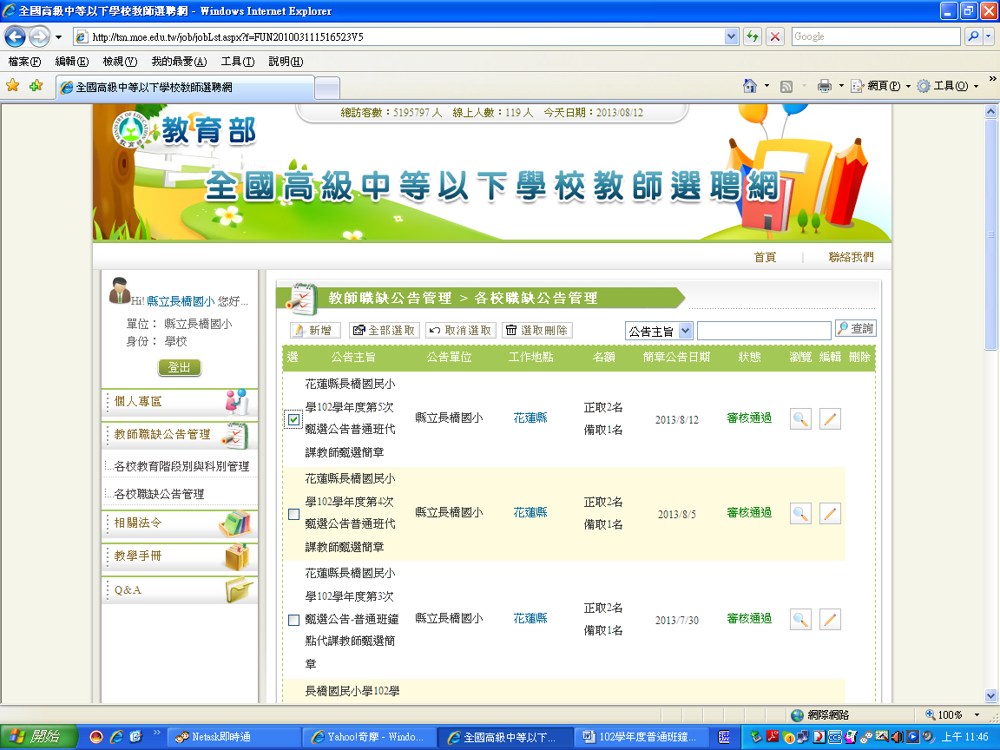 全國高級中等以下學校教師選聘網 - Windows Internet Explorer
http://tsn.moe.edu.tw/job/jobLst.aspx?f=FUN201003111516523V5
Google
檔案(F) 編輯(E) 檢視(V) 我的最愛(A) 工具(T) 說明(H)
全國高級中等以下學校教師選聘網
網頁(P) 工具(O) »
總訪客數：5195797 人 線上人數：119 人 今天日期：2013/08/12
MINISTRY OF EDUCATION
教育部
全國高級中等以下學校教師選聘網
首頁 | 聯絡我們
Hi! 縣立長橋國小 您好...
單位： 縣立長橋國小
身份： 學校
登出
個人專區
教師職缺公告管理
...各校教育階段別與科別管理
...各校職缺公告管理
相關法令
教學手冊
Q&A
教師職缺公告管理 > 各校職缺公告管理
新增 全部選取 取消選取 選取刪除 公告主旨 查詢
選 公告主旨 公告單位 工作地點 名額 簡章公告日期 狀態 瀏覽 編輯 刪除
花蓮縣長橋國民小
學102學年度第5次
甄選公告普通班代
課教師甄選簡章
縣立長橋國小
花蓮縣
正取2名
備取1名
2013/8/12
審核通過
花蓮縣長橋國民小
學102學年度第4次
甄選公告普通班代
課教師甄選簡章
縣立長橋國小
花蓮縣
正取2名
備取1名
2013/8/5
審核通過
花蓮縣長橋國民小
學102學年度第3次
甄選公告-普通班鐘
點代課教師甄選簡
章
縣立長橋國小
花蓮縣
正取2名
備取1名
2013/7/30
審核通過
長橋國民小學102學
網際網路 100%
開始 » Netask即時通 Yahoo!奇摩 - Windo... 全國高級中等以下... 102學年度普通班鐘... 上午 11:46